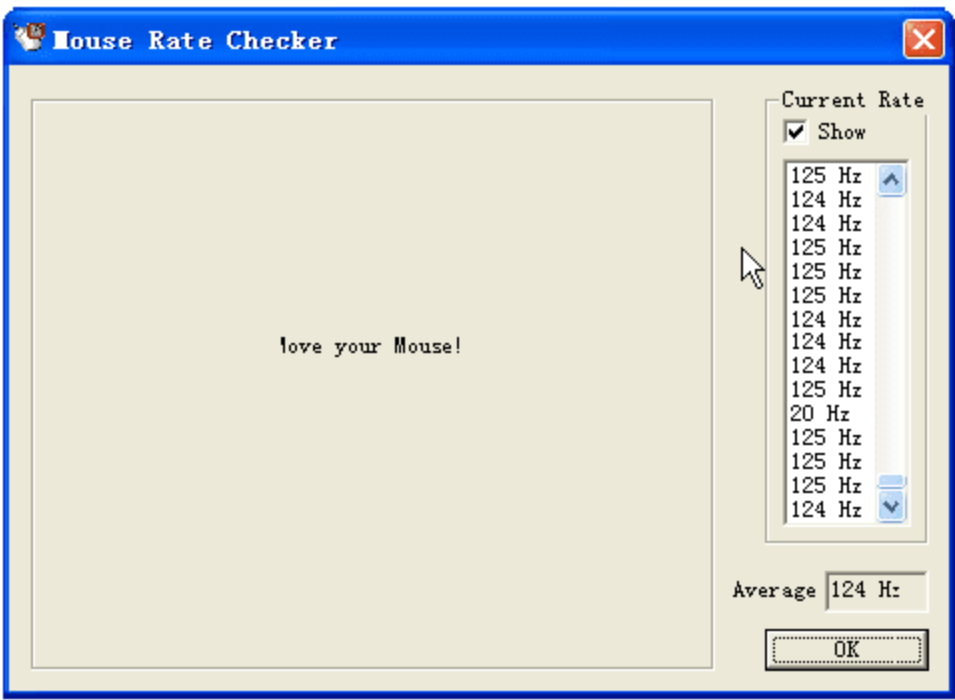 Mouse Rate Checker
Current Rate
Show
125 Hz
124 Hz
124 Hz
125 Hz
125 Hz
125 Hz
124 Hz
124 Hz
124 Hz
125 Hz
20 Hz
125 Hz
125 Hz
125 Hz
124 Hz
Move your Mouse!
Average 124 Hz
OK